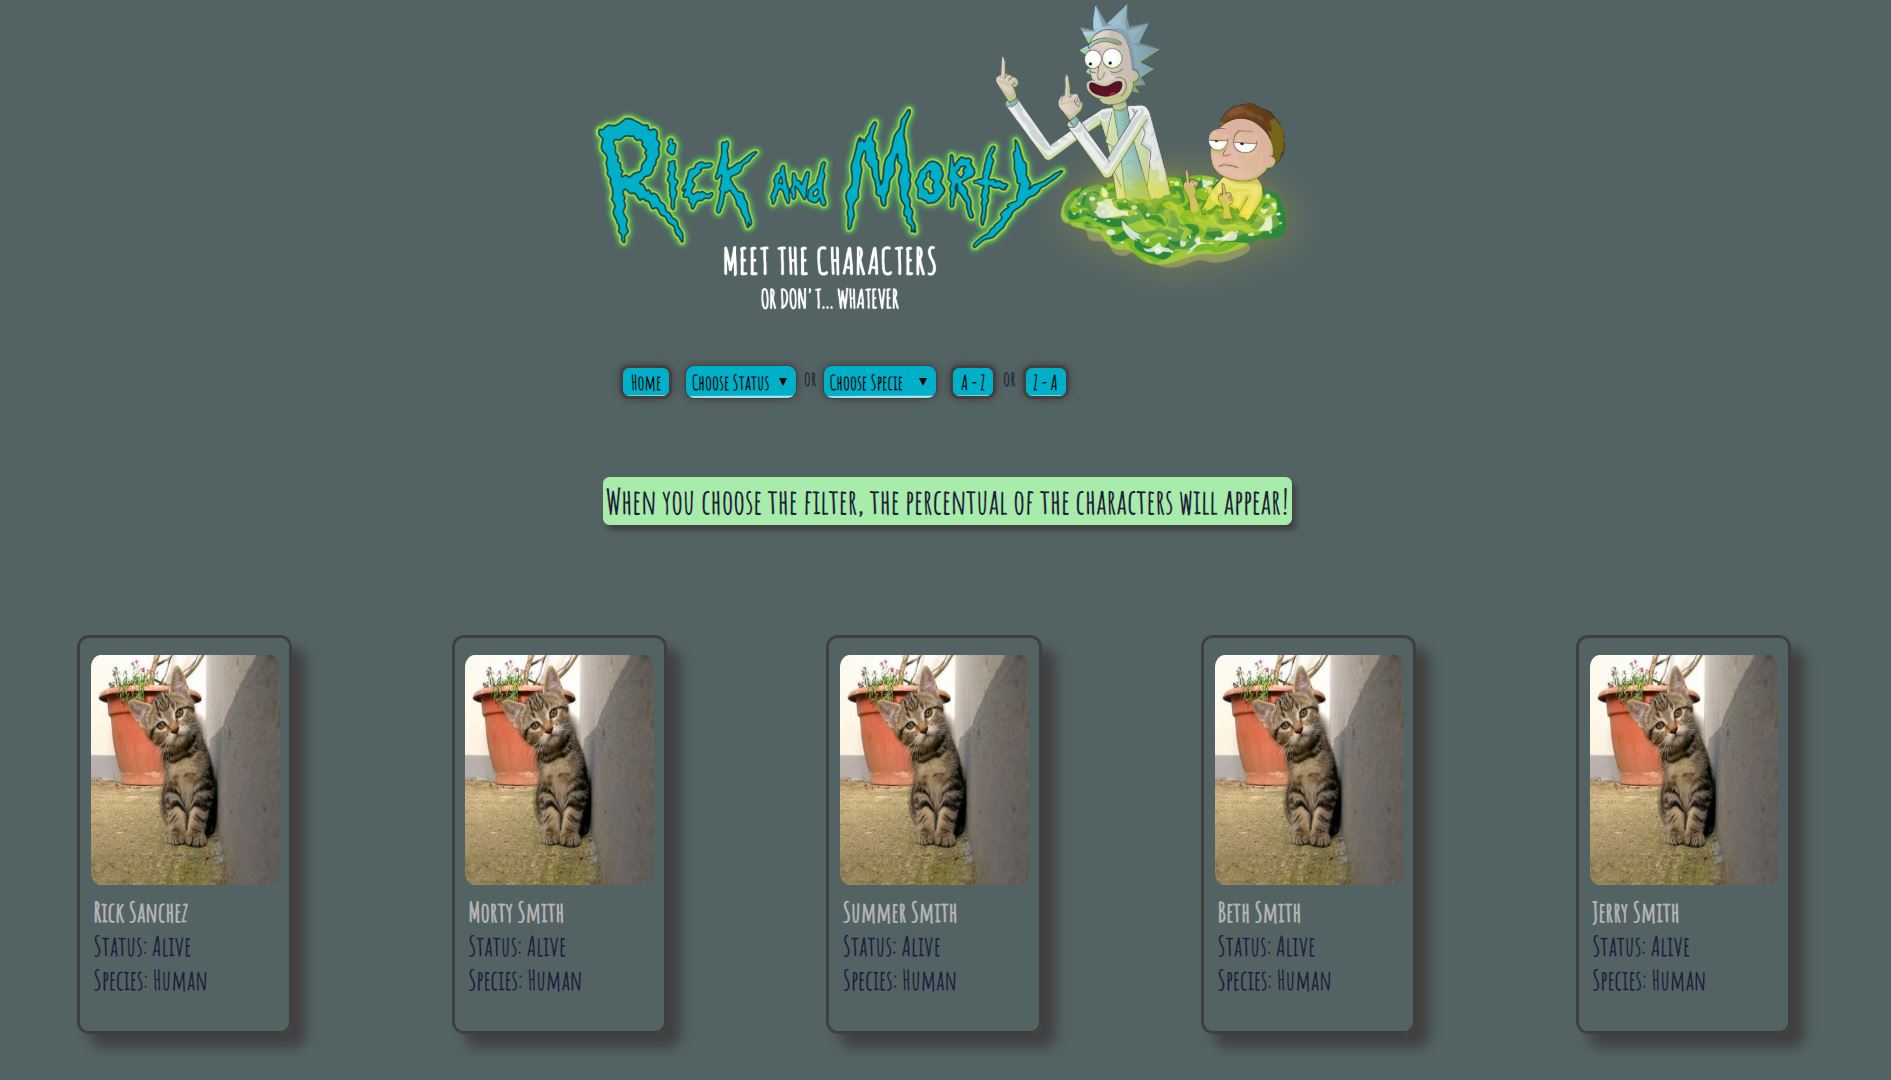 Rick and Morty
MEET THE CHARACTERS
OR DON'T... WHATEVER
Home Choose Status ▼ or Choose Specie ▼ A - Z or Z - A
When you choose the filter, the percentual of the characters will appear!
Rick Sanchez
Status: Alive
Species: Human
Morty Smith
Status: Alive
Species: Human
Summer Smith
Status: Alive
Species: Human
Beth Smith
Status: Alive
Species: Human
Jerry Smith
Status: Alive
Species: Human